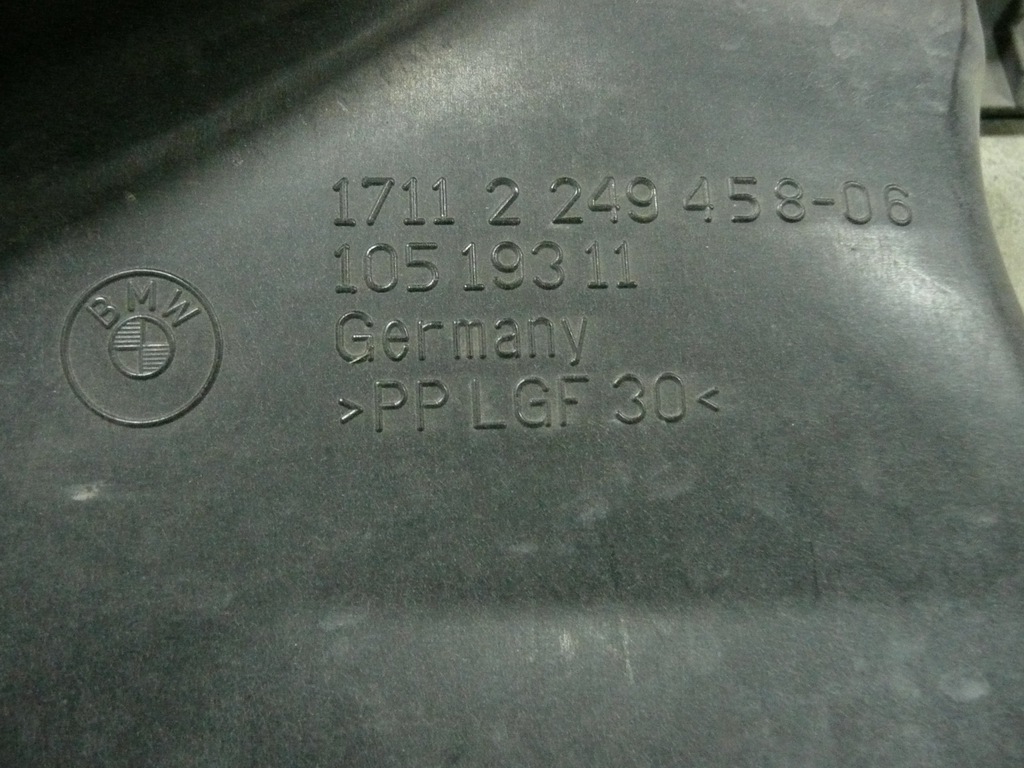 BMW
1711 2 249 458-06
105 193 11
Germany
>PP LGF 30<